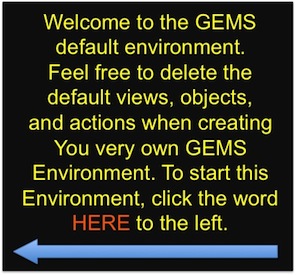 Welcome to the GEMS
default environment.
Feel free to delete the
default views, objects,
and actions when creating
You very own GEMS
Environment. To start this
Environment, click the word
HERE to the left.